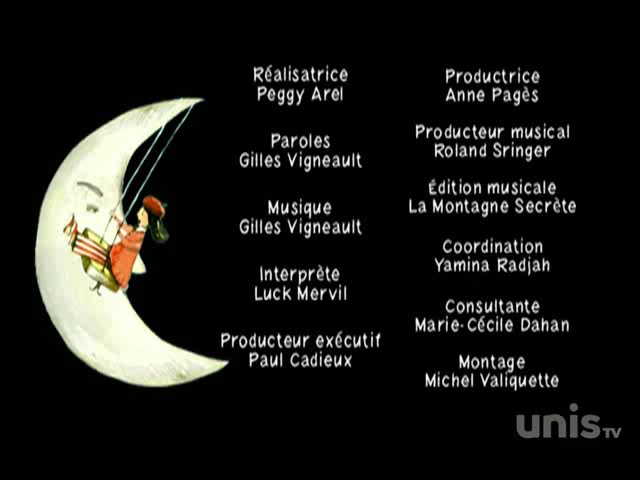 Réalisatrice
Peggy Arel
Paroles
Gilles Vigneault
Musique
Gilles Vigneault
Interprète
Luck Mervil
Producteur exécutif
Paul Cadieux
Productrice
Anne Pagès
Producteur musical
Roland Sringer
Édition musicale
La Montagne Secrète
Coordination
Yamina Radjah
Consultante
Marie-Cécile Dahan
Montage
Michel Valiquette
unis TV